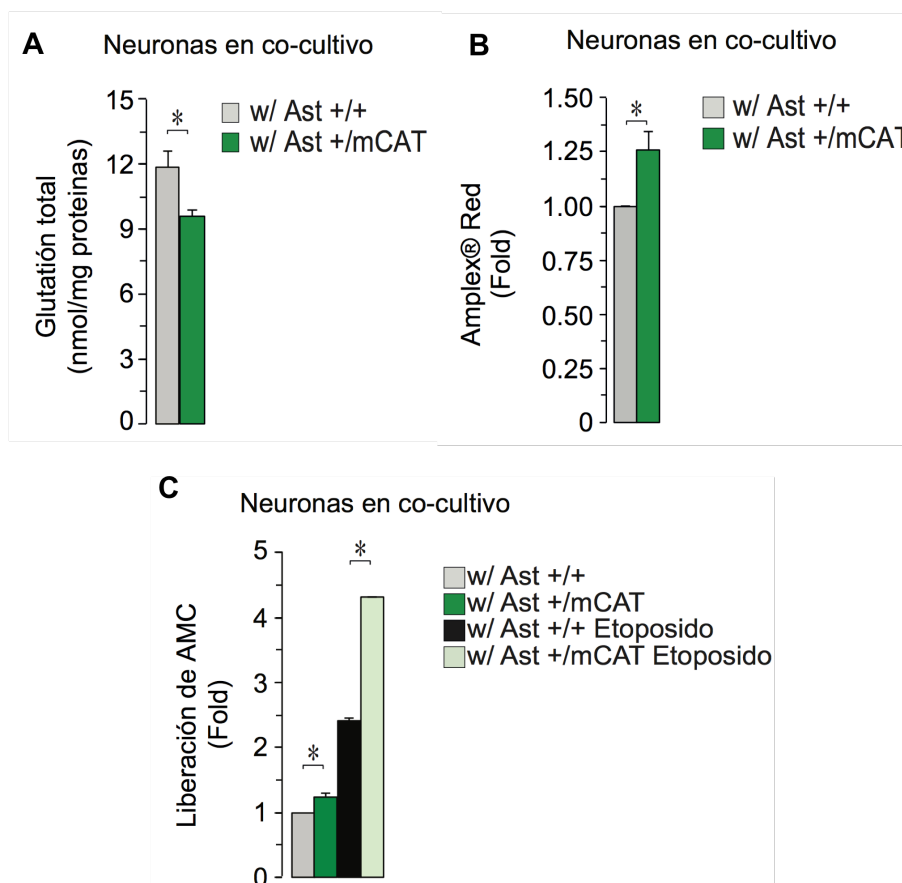 A
Neuronas en co-cultivo
15
12
9
6
3
0
Glutatión total
(nmol/mg proteinas)
*
w/ Ast +/+
w/ Ast +/mCAT
B
Neuronas en co-cultivo
1.50
1.25
1.00
0.75
0.50
0.25
0
Amplex® Red
(Fold)
*
w/ Ast +/+
w/ Ast +/mCAT
C
Neuronas en co-cultivo
5
4
3
2
1
0
Liberación de AMC
(Fold)
*
*
w/ Ast +/+
w/ Ast +/mCAT
w/ Ast +/+ Etoposido
w/ Ast +/mCAT Etoposido